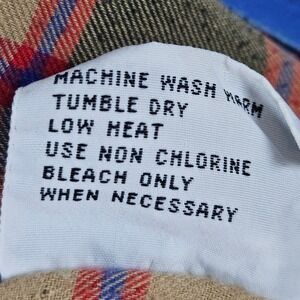 MACHINE WASH WARM
TUMBLE DRY
LOW HEAT
USE NON CHLORINE
BLEACH ONLY
WHEN NECESSARY